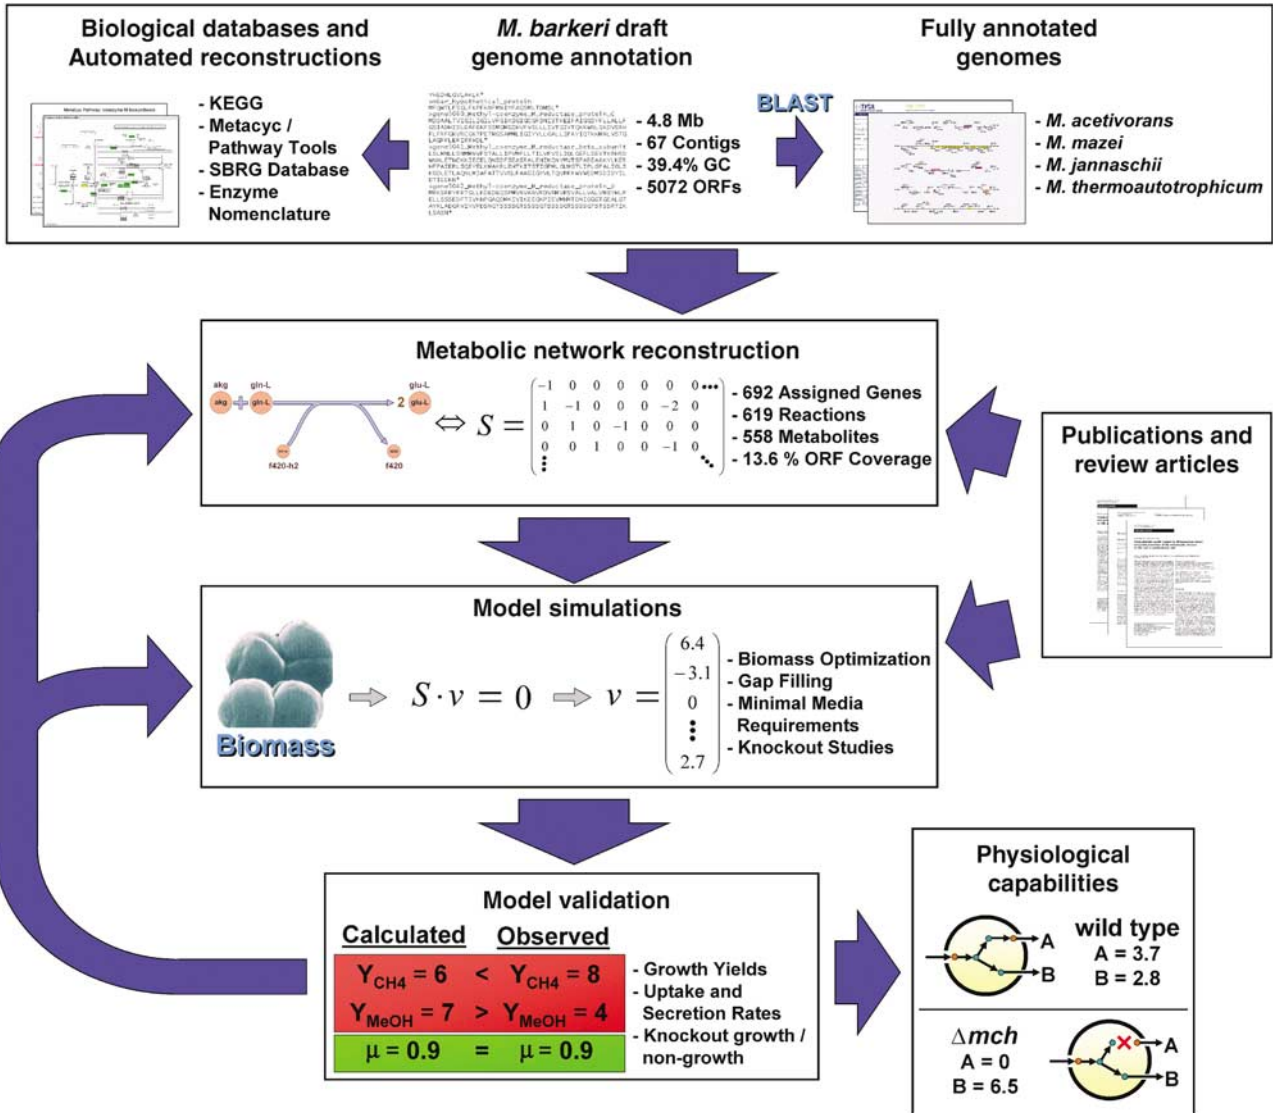 Biological databases and
Automated reconstructions
- KEGG
- Metacyc /
Pathway Tools
- SBRG Database
- Enzyme
Nomenclature
M. barkeri draft
genome annotation
- 4.8 Mb
- 67 Contigs
- 39.4% GC
- 5072 ORFs
BLAST
Fully annotated
genomes
- M. acetivorans
- M. mazei
- M. jannaschii
- M. thermoautotrophicum
Metabolic network reconstruction
akg gln-L glu-L
akg + gln-L 2 glu-L
f420-h2 f420
⇔ S =
−1 0 0 0 0 0 0 •••
1 −1 0 0 0 −2 0
0 1 0 −1 0 0 0
0 0 1 0 0 −1 0
- 692 Assigned Genes
- 619 Reactions
- 558 Metabolites
- 13.6 % ORF Coverage
Publications and
review articles
Model simulations
Biomass
S · v = 0
v =
6.4
−3.1
0
2.7
- Biomass Optimization
- Gap Filling
- Minimal Media
Requirements
- Knockout Studies
Model validation
Calculated Observed
Y CH4 = 6 < Y CH4 = 8
Y MeOH = 7 > Y MeOH = 4
μ = 0.9 = μ = 0.9
- Growth Yields
- Uptake and
Secretion Rates
- Knockout growth /
non-growth
Physiological
capabilities
A
B
wild type
A = 3.7
B = 2.8
Δmch
A = 0
B = 6.5
A
B